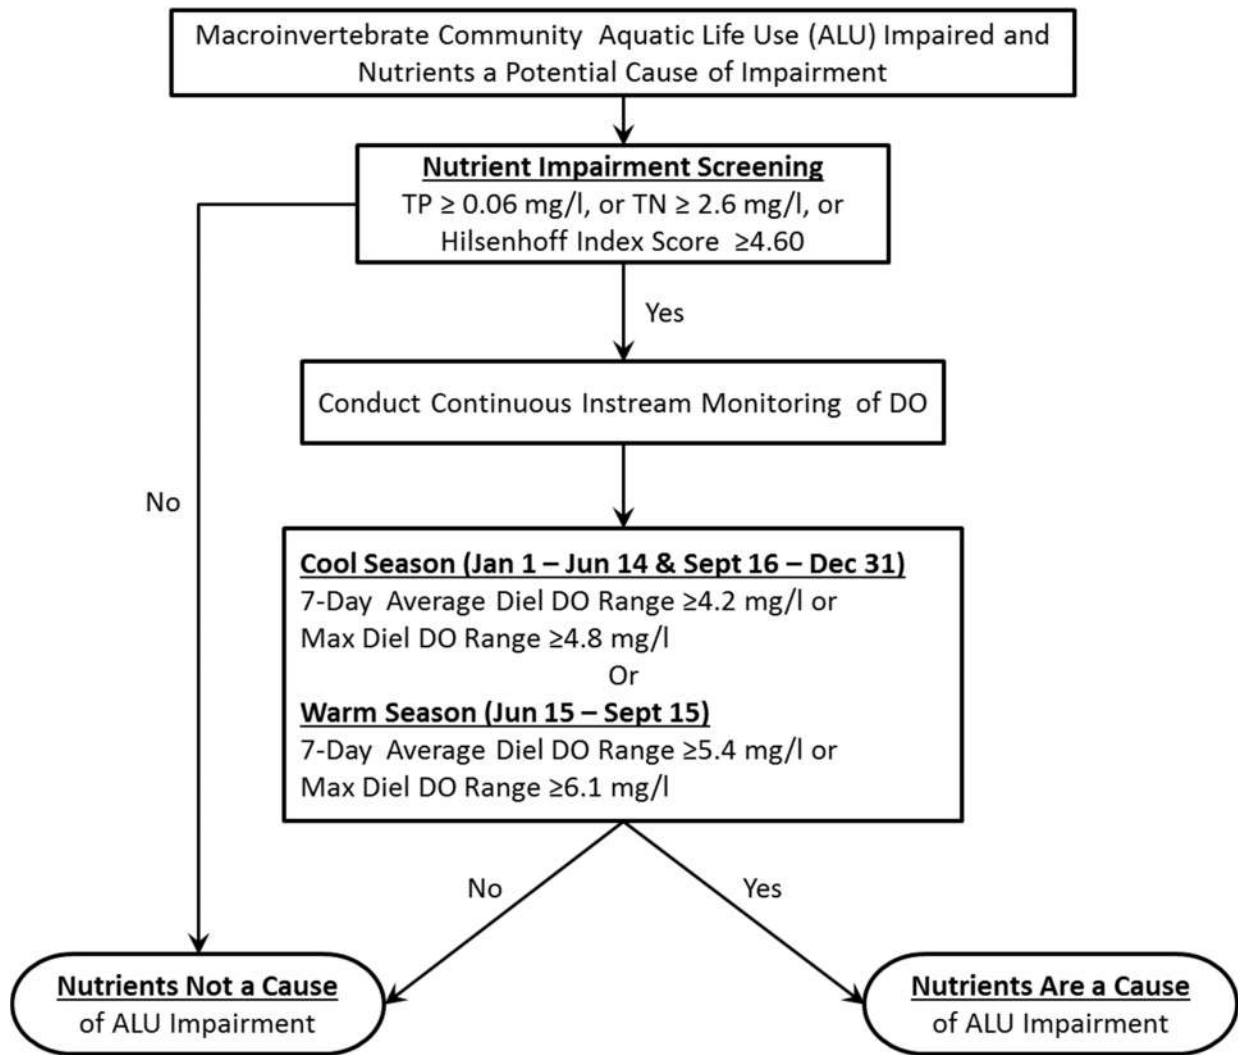 Macroinvertebrate Community Aquatic Life Use (ALU) Impaired and
Nutrients a Potential Cause of Impairment
Nutrient Impairment Screening
TP ≥ 0.06 mg/l, or TN ≥ 2.6 mg/l, or
Hilsenhoff Index Score ≥4.60
Yes
Conduct Continuous Instream Monitoring of DO
No
Cool Season (Jan 1 – Jun 14 & Sept 16 – Dec 31)
7-Day Average Diel DO Range ≥4.2 mg/l or
Max Diel DO Range ≥4.8 mg/l
Or
Warm Season (Jun 15 – Sept 15)
7-Day Average Diel DO Range ≥5.4 mg/l or
Max Diel DO Range ≥6.1 mg/l
No
Yes
Nutrients Not a Cause
of ALU Impairment
Nutrients Are a Cause
of ALU Impairment